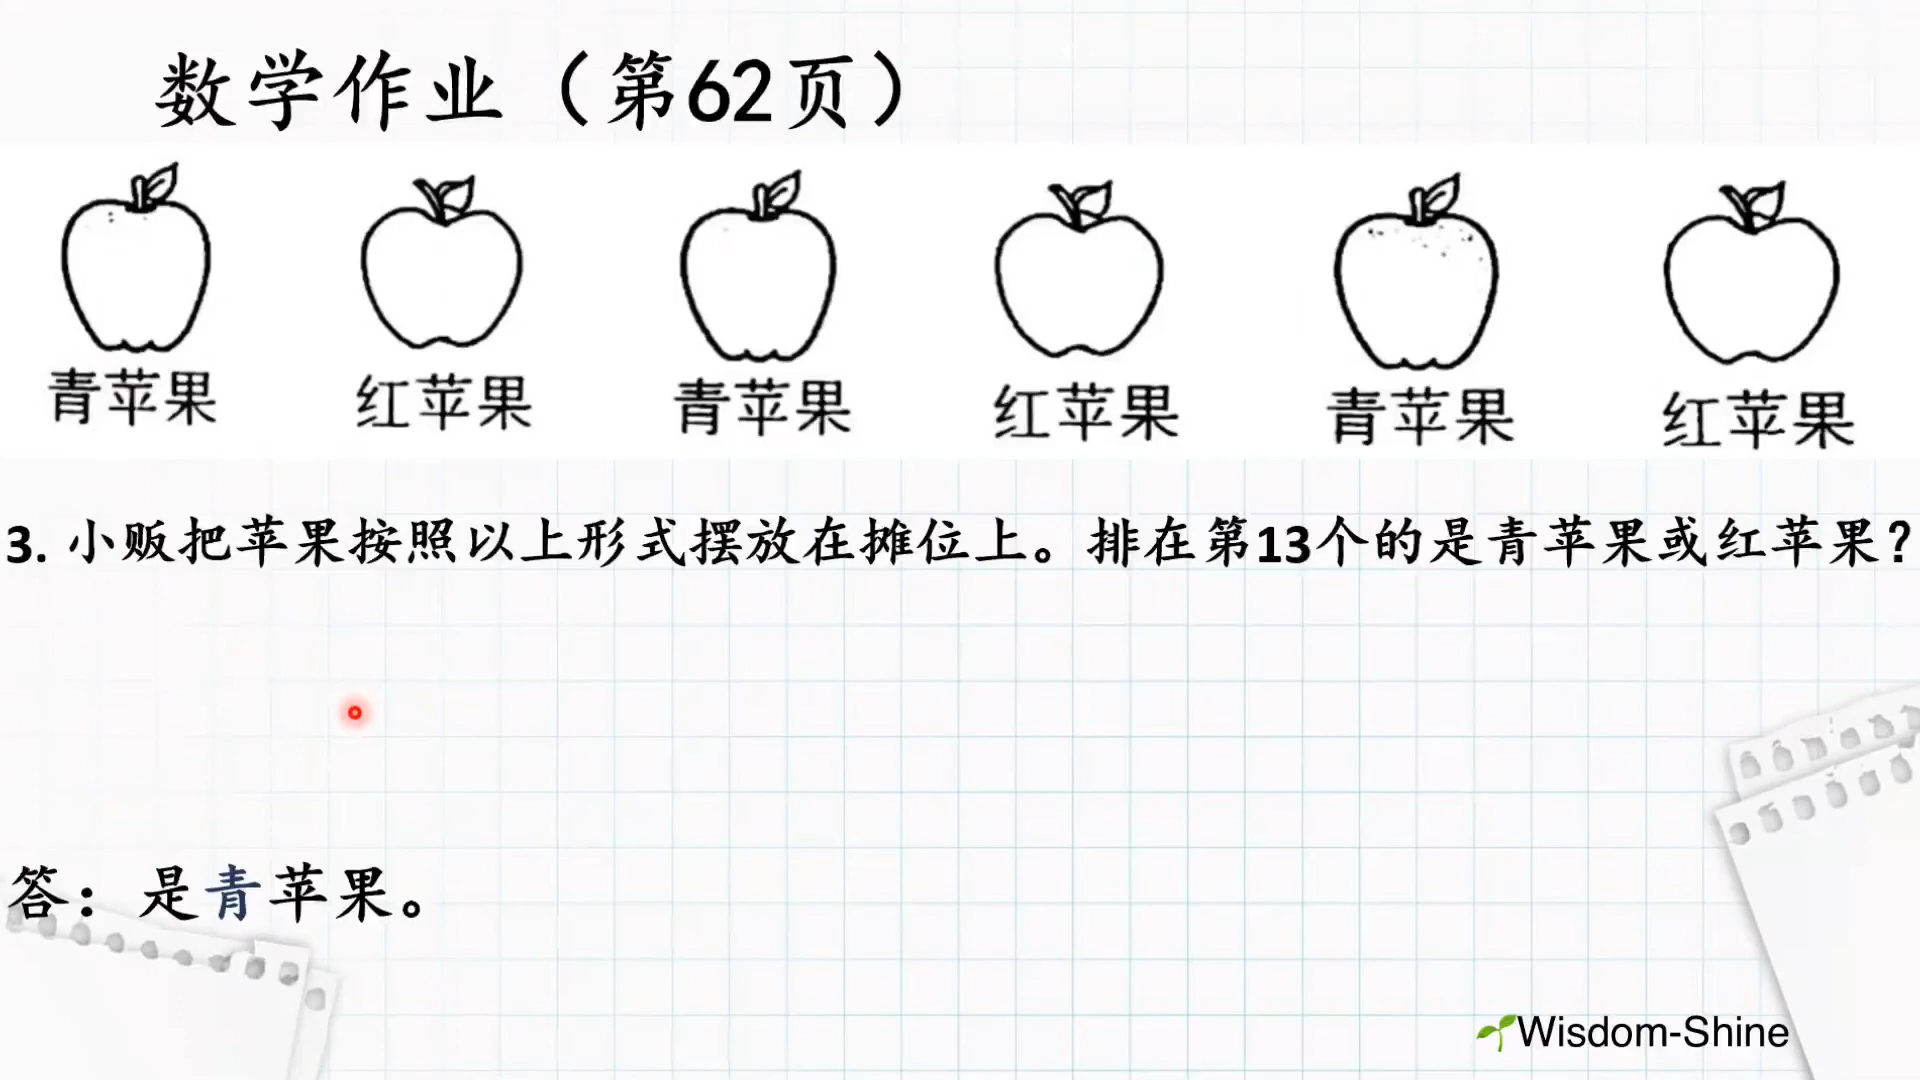 数学作业（第62页）
青苹果 红苹果 青苹果 红苹果 青苹果 红苹果
3. 小贩把苹果按照以上形式摆放在摊位上。排在第13个的是青苹果或红苹果？
答：是青苹果。
Wisdom-Shine